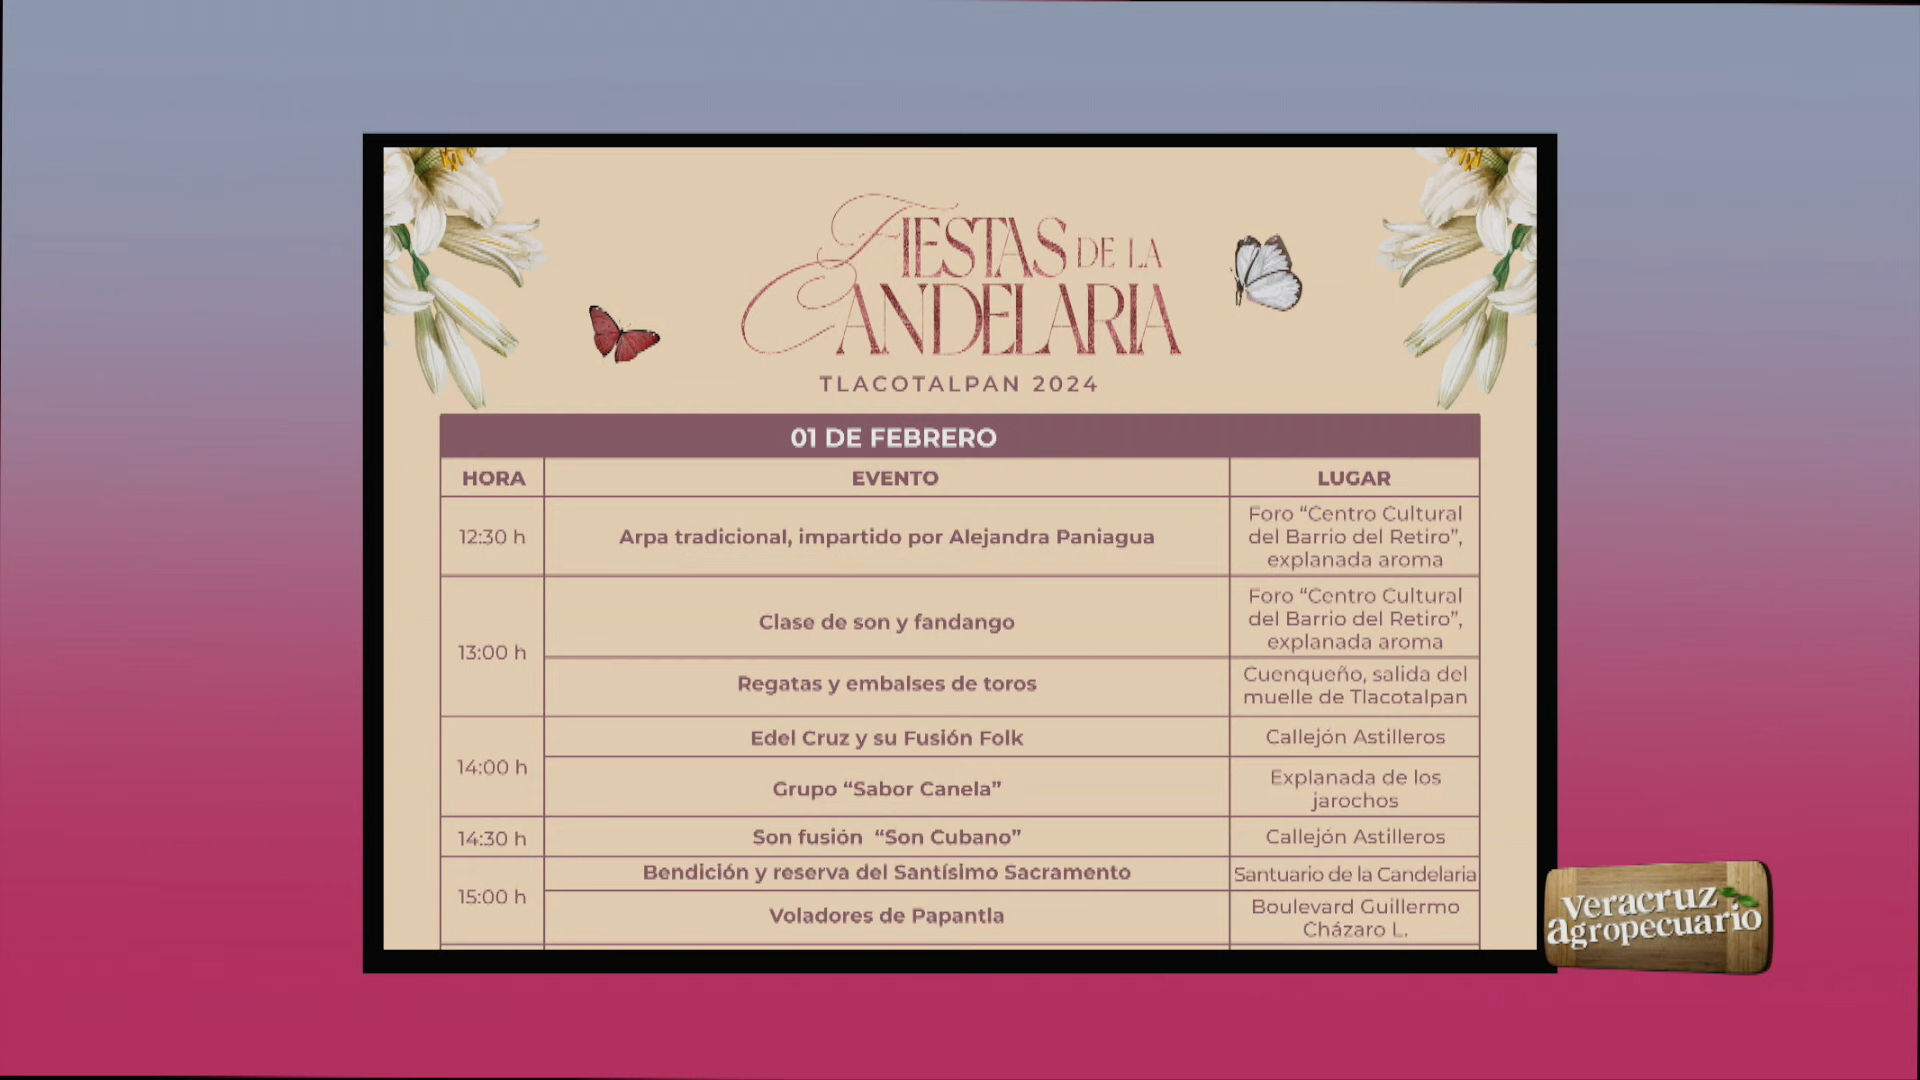 FIESTAS DE LA
CANDELARIA
TLACOTALPAN 2024
01 DE FEBRERO
HORA EVENTO LUGAR
12:30 h Arpa tradicional, impartido por Alejandra Paniagua
Foro “Centro Cultural
del Barrio del Retiro”,
explanada aroma
13:00 h
Clase de son y fandango
Foro “Centro Cultural
del Barrio del Retiro”,
explanada aroma
Regatas y embalses de toros
Cuenqueño, salida del
muelle de Tlacotalpan
14:00 h
Edel Cruz y su Fusión Folk
Callejón Astilleros
Grupo “Sabor Canela”
Explanada de los
jarochos
14:30 h
Son fusión “Son Cubano”
Callejón Astilleros
15:00 h
Bendición y reserva del Santísimo Sacramento
Santuario de la Candelaria
Voladores de Papantla
Boulevard Guillermo
Cházaro L.
veracruz
agropecuario